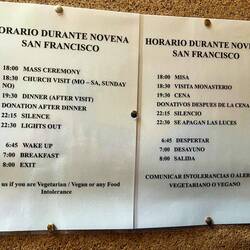 HORARIO DURANTE NOVENA
SAN FRANCISCO
18:00 MASS CEREMONY
18:30 CHURCH VISIT (MO – SA, SUNDAY
NO)
19:30 DINNER (AFTER VISIT)
DONATION AFTER DINNER
22:15 SILENCE
22:30 LIGHTS OUT
6:45 WAKE UP
7:00 BREAKFAST
8:00 EXIT
us if you are Vegetarian / Vegan or any Food
Intolerance
HORARIO DURANTE NOVE
SAN FRANCISCO
18:00 MISA
18:30 VISITA MONASTERIO
19:30 CENA
DONATIVOS DESPUES DE LA CENA
22:15 SILENCIO
22:30 SE APAGAN LAS LUCES
6:45 DESPERTAR
7:00 DESAYUNO
8:00 SALIDA
COMUNICAR INTOLERANCIAS O ALER
VEGETARIANO O VEGANO